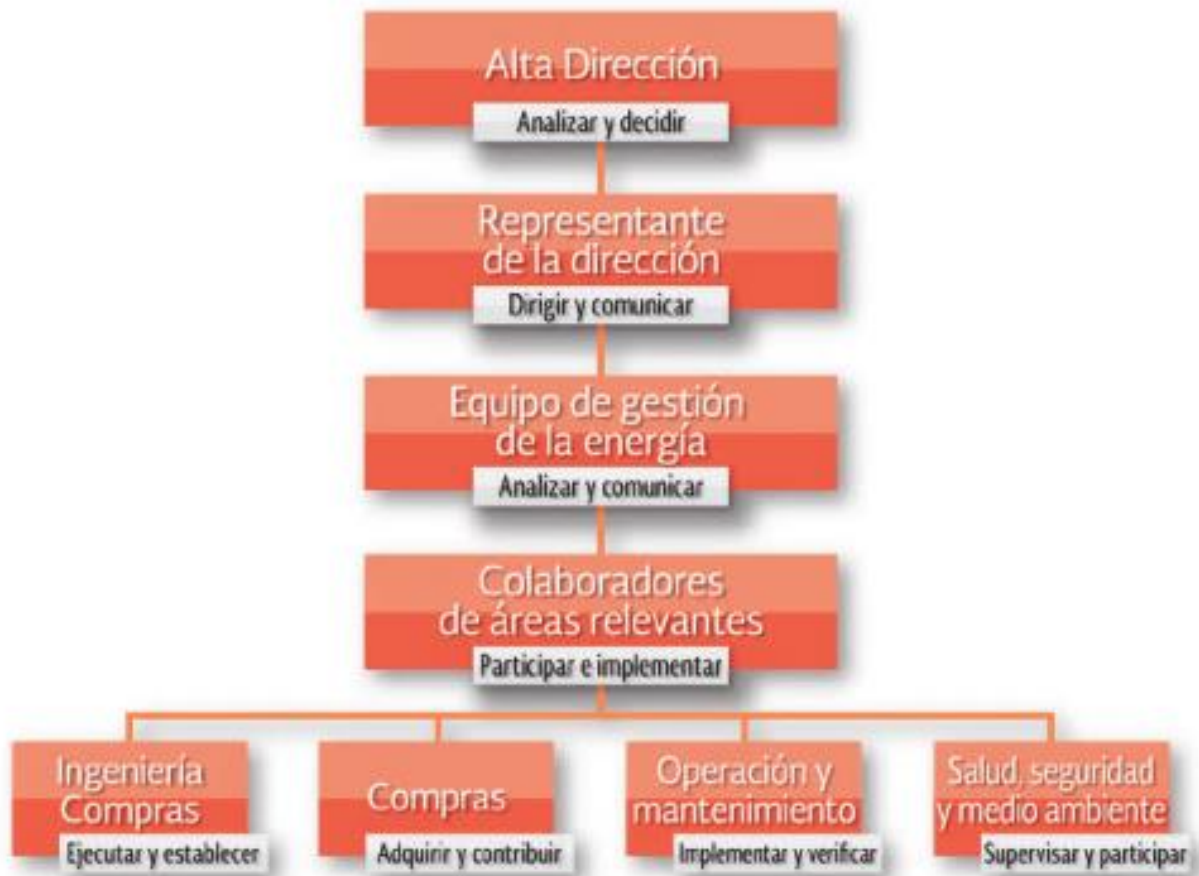 Alta Dirección
Analizar y decidir
Representante
de la dirección
Dirigir y comunicar
Equipo de gestión
de la energía
Analizar y comunicar
Colaboradores
de áreas relevantes
Participar e implementar
Ingeniería
Compras
Ejecutar y establecer
Compras
Adquirir y contribuir
Operación y
mantenimiento
Implementar y verificar
Salud, seguridad
y medio ambiente
Supervisar y participar